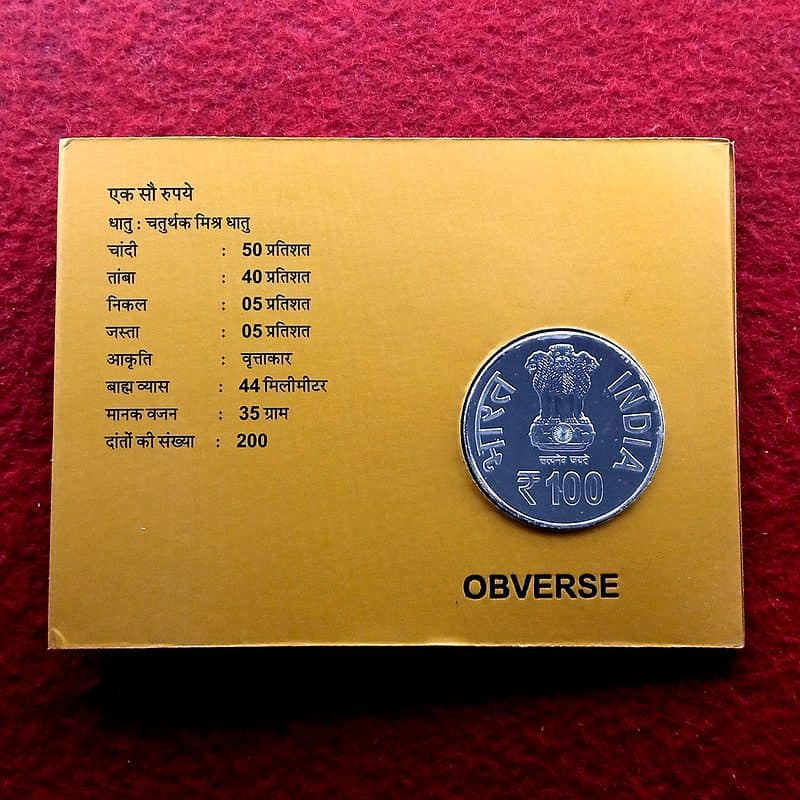 एक सौ रुपये
धातु : चतुर्थक मिश्र धातु
चांदी : 50 प्रतिशत
तांबा : 40 प्रतिशत
निकल : 05 प्रतिशत
जस्ता : 05 प्रतिशत
आकृति : वृत्ताकार
बाह्य व्यास : 44 मिलीमीटर
मानक वजन : 35 ग्राम
दांतों की संख्या : 200
भारत
INDIA
सत्यमेव जयते
₹ 100
OBVERSE